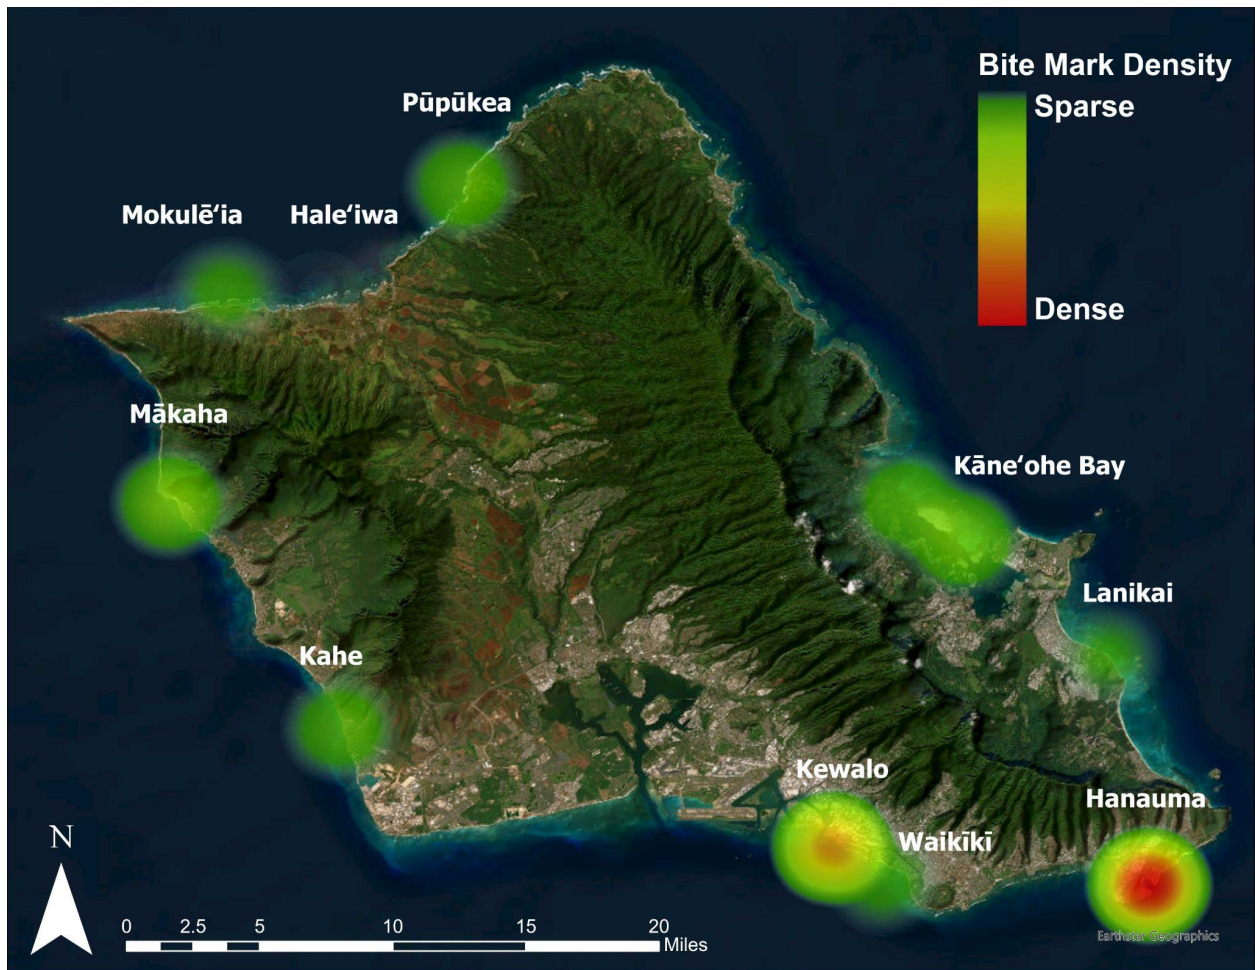 Bite Mark Density
Sparse
Dense
Pūpūkea
Mokulēʻia
Haleʻiwa
Mākaha
Kāneʻohe Bay
Lanikai
Kahe
Kewalo
Hanauma
Waikīkī
N
0 2.5 5 10 15 20
Miles
Earthstar Geographics